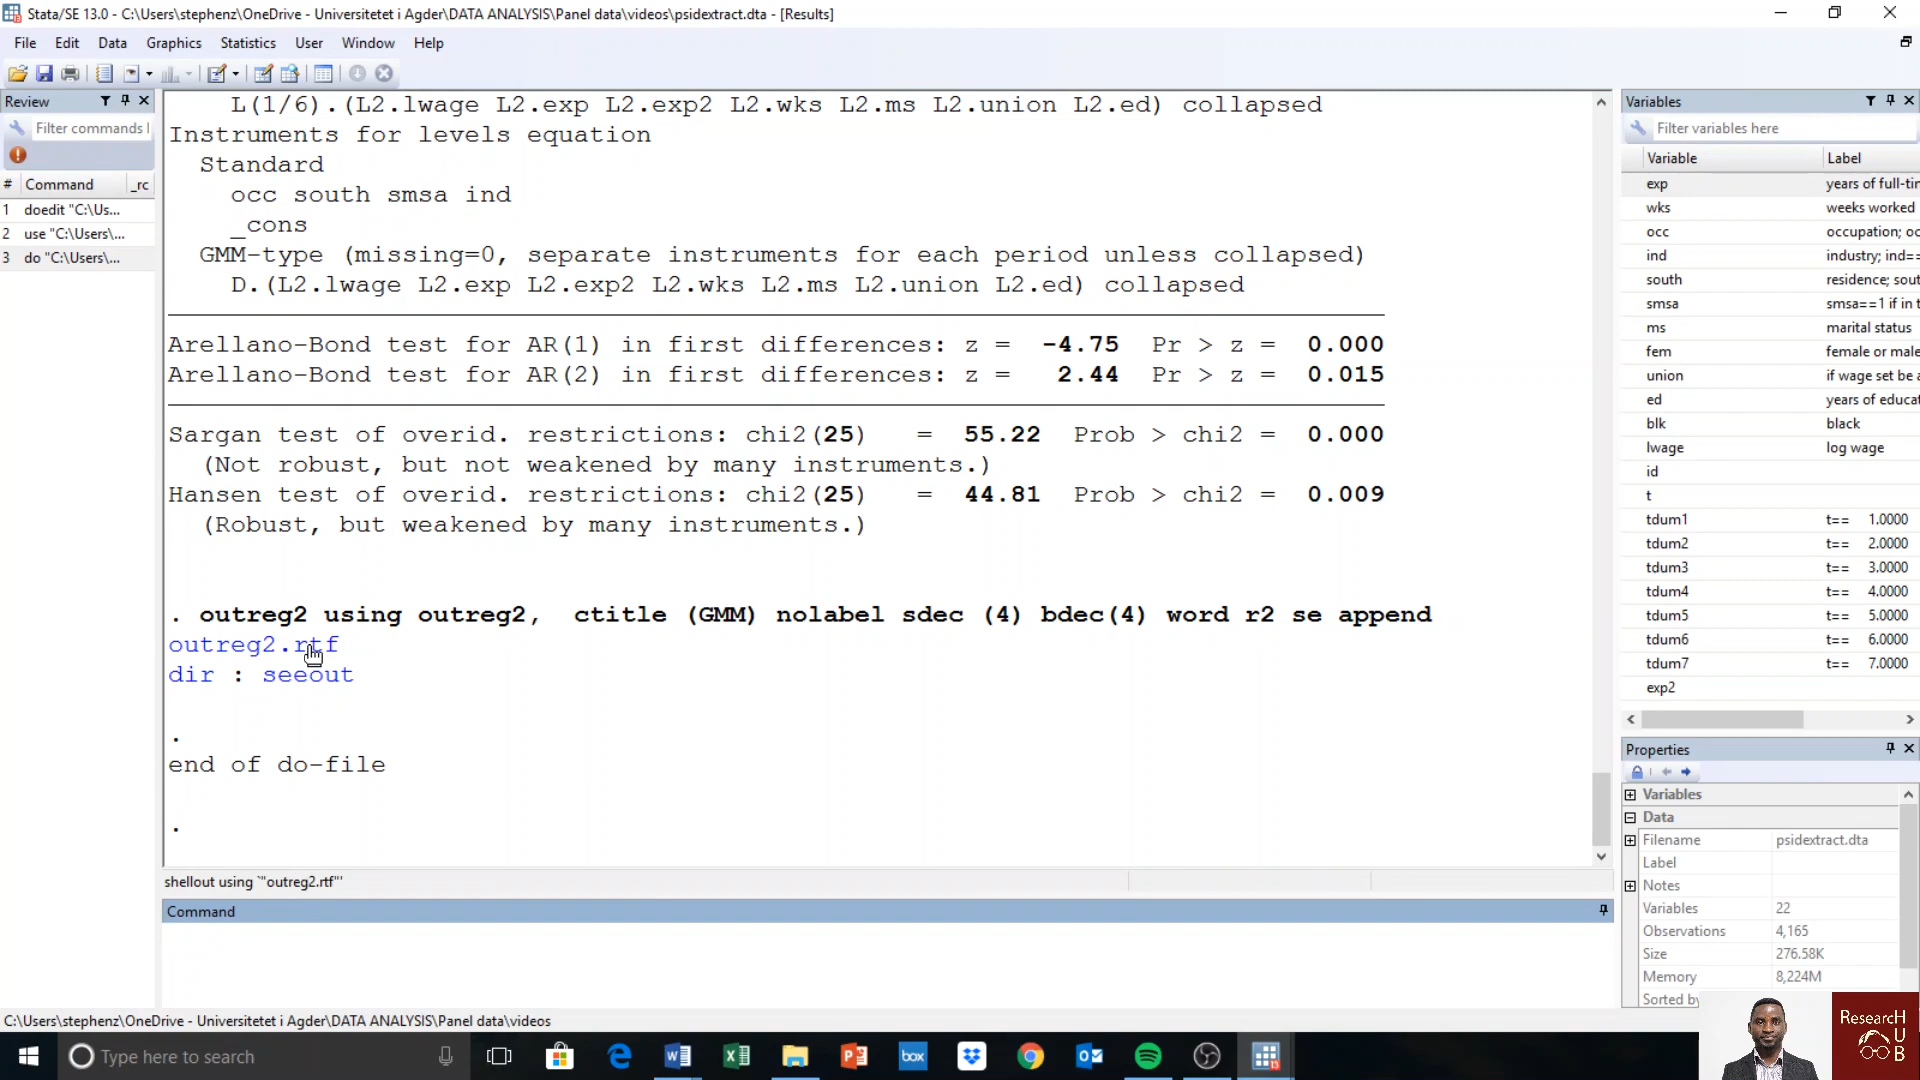 Stata/SE 13.0 - C:\Users\stephenz\OneDrive - Universitetet i Agder\DATA ANALYSIS\Panel data\videos\psidextract.dta - [Results]
File Edit Data Graphics Statistics User Window Help
Review
Filter commands
# Command _rc
1 doedit "C:\Us...
2 use "C:\Users\...
3 do "C:\Users\...
L(1/6).(L2.lwage L2.exp L2.exp2 L2.wks L2.ms L2.union L2.ed) collapsed
Instruments for levels equation
Standard
occ south smsa ind
_cons
GMM-type (missing=0, separate instruments for each period unless collapsed)
D.(L2.lwage L2.exp L2.exp2 L2.wks L2.ms L2.union L2.ed) collapsed
Arellano-Bond test for AR(1) in first differences: z = -4.75 Pr > z = 0.000
Arellano-Bond test for AR(2) in first differences: z = 2.44 Pr > z = 0.015
Sargan test of overid. restrictions: chi2(25) = 55.22 Prob > chi2 = 0.000
(Not robust, but not weakened by many instruments.)
Hansen test of overid. restrictions: chi2(25) = 44.81 Prob > chi2 = 0.009
(Robust, but weakened by many instruments.)
. outreg2 using outreg2, ctitle (GMM) nolabel sdec (4) bdec(4) word r2 se append
outreg2.rtf
dir : seeout
.
end of do-file
.
shellout using `"outreg2.rtf"'
Command
Variables
Filter variables here
Variable Label
exp years of full-tin
wks weeks worked
occ occupation; oc
ind industry; ind==
south residence; sout
smsa smsa==1 if in t
ms marital status
fem female or male
union if wage set be a
ed years of educat
blk black
lwage log wage
id
t
tdum1 t== 1.0000
tdum2 t== 2.0000
tdum3 t== 3.0000
tdum4 t== 4.0000
tdum5 t== 5.0000
tdum6 t== 6.0000
tdum7 t== 7.0000
exp2
Properties
Variables
Data
Filename psidextract.dta
Label
Notes
Variables 22
Observations 4,165
Size 276.58K
Memory 8,224M
Sorted by
C:\Users\stephenz\OneDrive - Universitetet i Agder\DATA ANALYSIS\Panel data\videos
Type here to search
box
ResearcH
UB